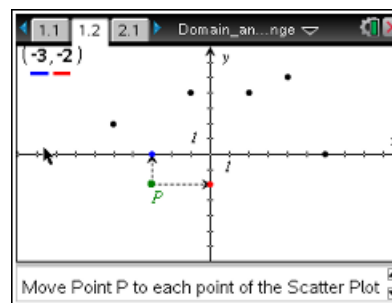 1.1 1.2 2.1 Domain_an...nge
(-3,-2)
y
x
1
1
P
Move Point P to each point of the Scatter Plot